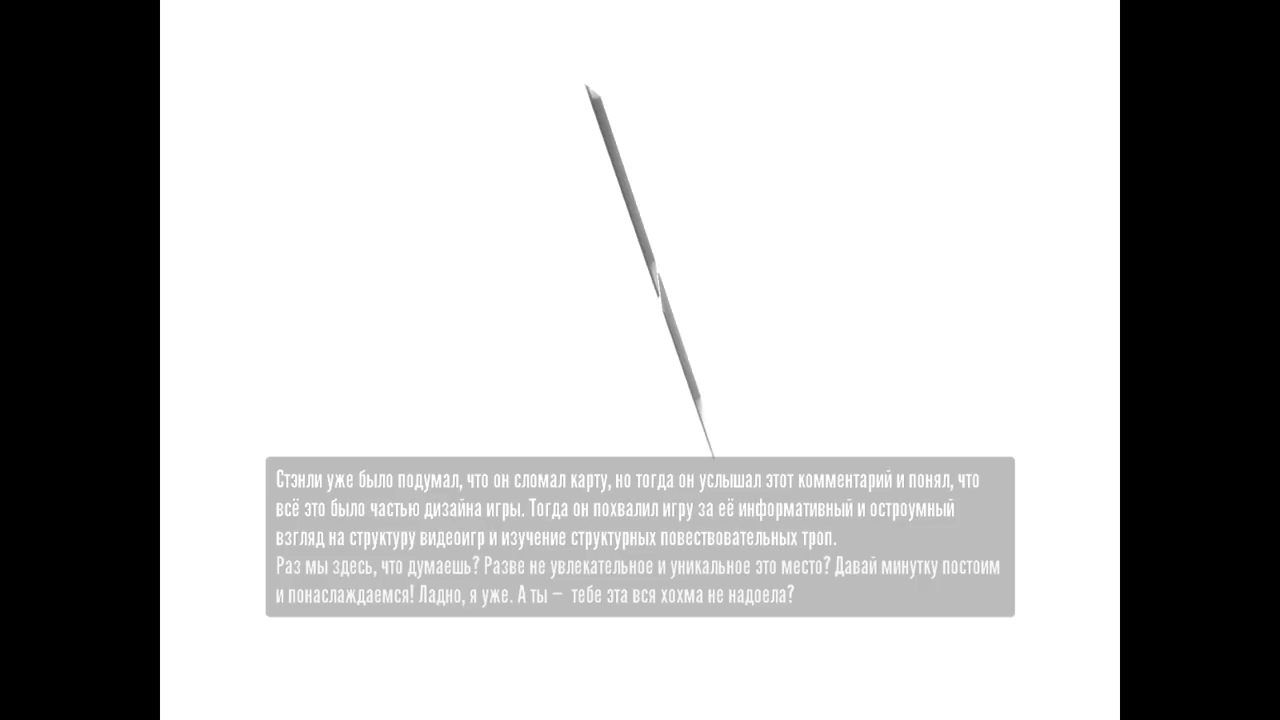 Стэнли уже было подумал, что он сломал карту, но тогда он услышал этот комментарий и понял, что
всё это было частью дизайна игры. Тогда он похвалил игру за её информативный и остроумный
взгляд на структуру видеоигр и изучение структурных повествовательных троп.
Раз мы здесь, что думаешь? Разве не увлекательное и уникальное это место? Давай минутку постоим
и понаслаждаемся! Ладно, я уже. А ты – тебе эта вся хохма не надоела?